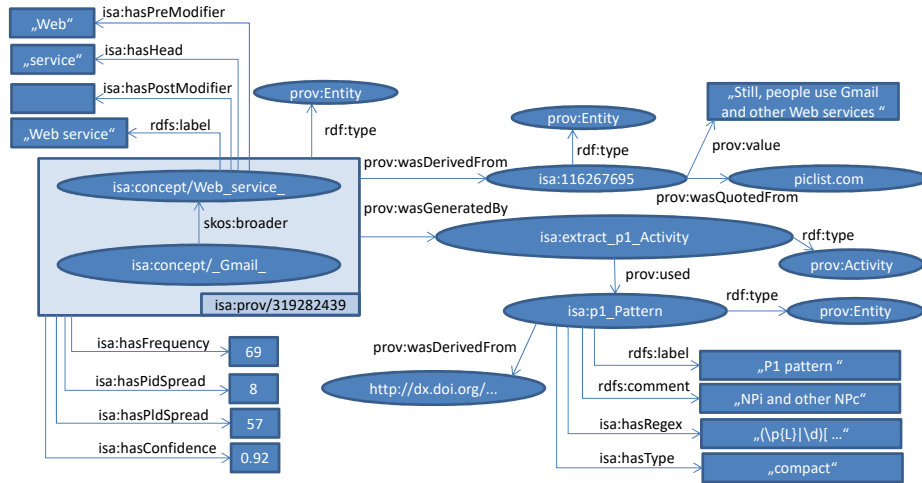 isa:hasPreModifier
„Web“
isa:hasHead
„service“
isa:hasPostModifier
rdfs:label
„Web service“
prov:Entity
rdf:type
isa:concept/Web_service_
skos:broader
isa:concept/_Gmail_
isa:prov/319282439
prov:wasDerivedFrom
prov:Entity
rdf:type
isa:116267695
„Still, people use Gmail
and other Web services “
prov:value
piclist.com
prov:wasQuotedFrom
prov:wasGeneratedBy
isa:extract_p1_Activity
rdf:type
prov:Activity
prov:used
isa:p1_Pattern
rdf:type
prov:Entity
prov:wasDerivedFrom
http://dx.doi.org/...
rdfs:label
„P1 pattern “
rdfs:comment
„NPi and other NPc“
isa:hasRegex
„(\p{L}|\d)[ ...“
isa:hasType
„compact“
isa:hasFrequency
69
isa:hasPidSpread
8
isa:hasPldSpread
57
isa:hasConfidence
0.92